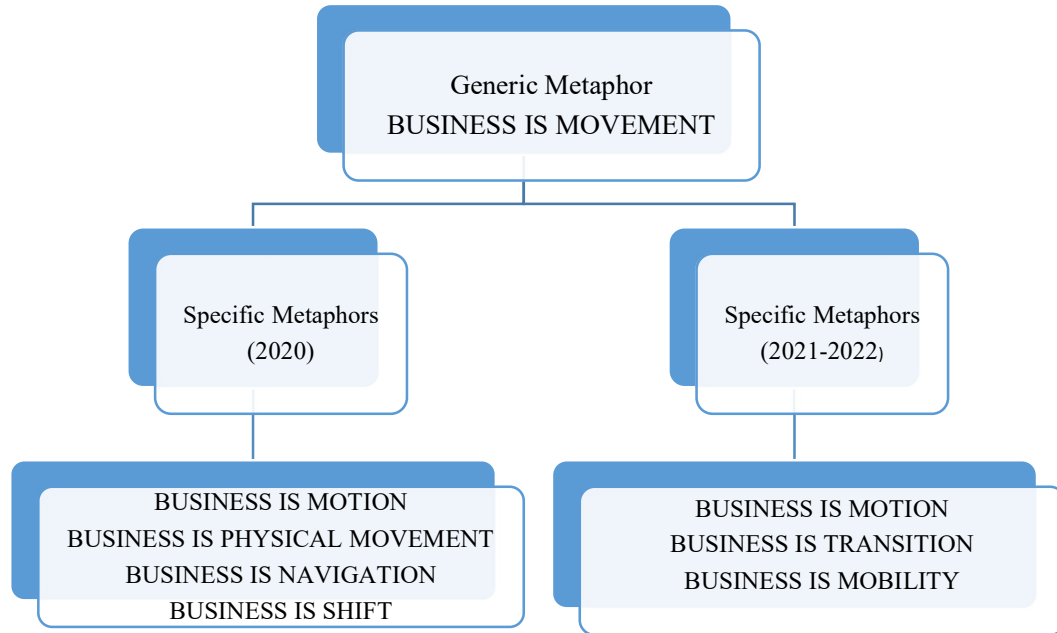 Generic Metaphor
BUSINESS IS MOVEMENT
Specific Metaphors
(2020)
Specific Metaphors
(2021-2022)
BUSINESS IS MOTION
BUSINESS IS PHYSICAL MOVEMENT
BUSINESS IS NAVIGATION
BUSINESS IS SHIFT
BUSINESS IS MOTION
BUSINESS IS TRANSITION
BUSINESS IS MOBILITY